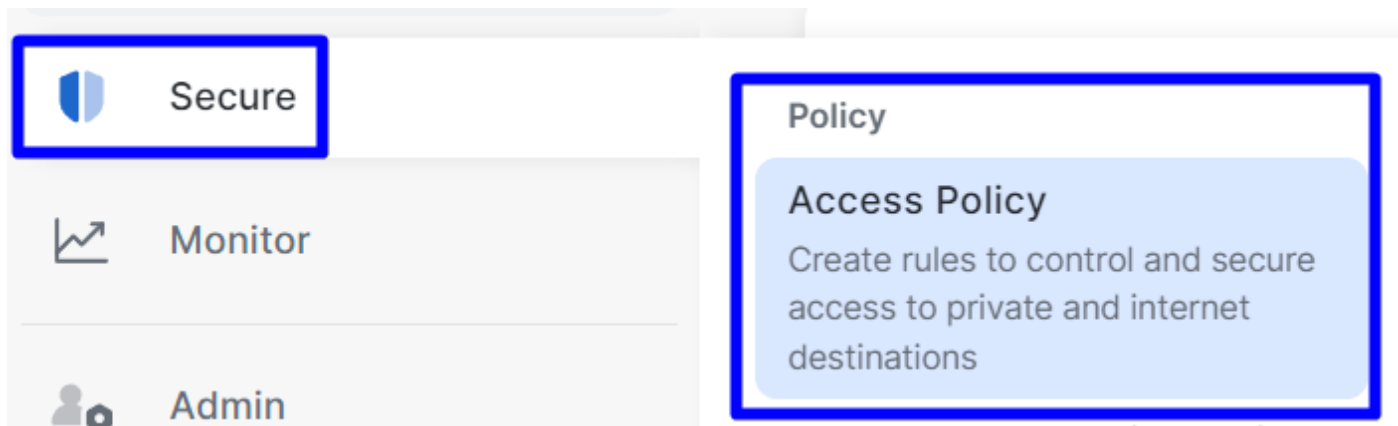 Secure
Monitor
Admin
Policy
Access Policy
Create rules to control and secure
access to private and internet
destinations